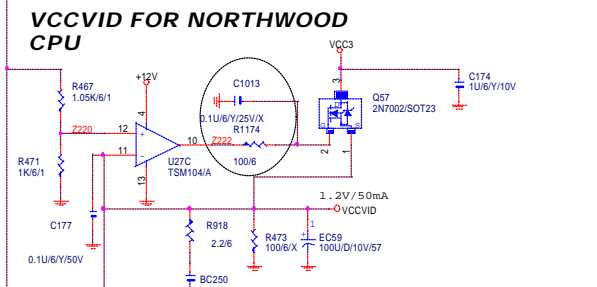 VCCVID FOR NORTHWOOD
CPU
VCC3
R467
1.05K/6/1
+12V
C1013
0.1U/6/Y/25V/X
R1174
100/6
3
Q57
2N7002/SOT23
C174
1U/6/Y/10V
Z220
12
11
+
-
4
13
10
Z222
U27C
TSM104/A
G
S
2
1
R471
1K/6/1
1.2V/50mA
VCCVID
C177
0.1U/6/Y/50V
R918
2.2/6
R473
100/6/X
1
+
EC59
100U/D/10V/57
BC250